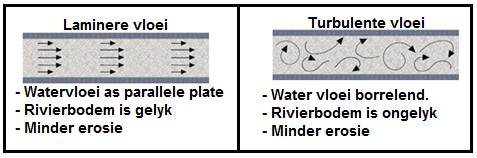 Laminere vloei
- Watervloei as parallele plate
- Rivierbodem is gelyk
- Minder erosie
Turbulente vloei
- Water vloei borrelend.
- Rivierbodem is ongelyk
- Minder erosie